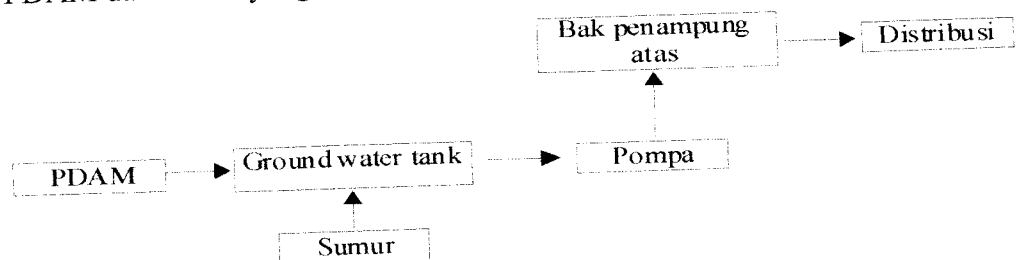 Bak penampung
atas
Distribusi
PDAM
Ground water tank
Pompa
Sumur